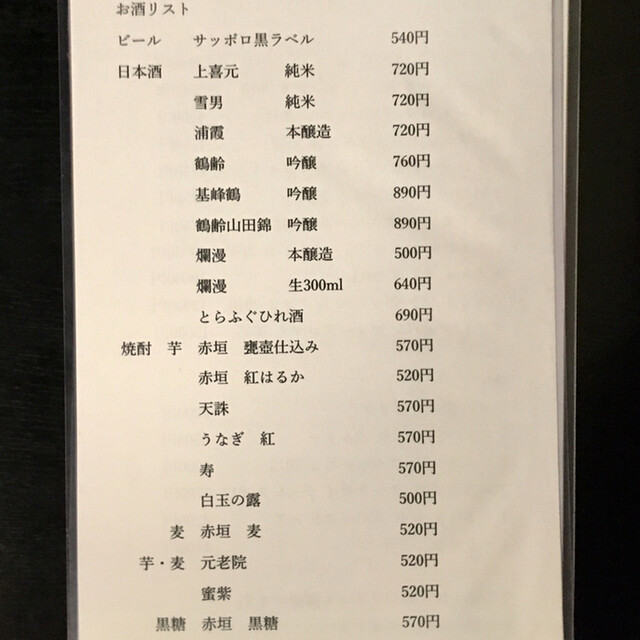 お酒リスト
ビール　サッポロ黒ラベル　540円
日本酒　上喜元　純米　720円
雪男　純米　720円
浦霞　本醸造　720円
鶴齢　吟醸　760円
基峰鶴　吟醸　890円
鶴齢山田錦　吟醸　890円
爛漫　本醸造　500円
爛漫　生300ml　640円
とらふぐひれ酒　690円
焼酎　芋　赤垣　甕壺仕込み　570円
赤垣　紅はるか　520円
天誅　570円
うなぎ　紅　570円
寿　570円
白玉の露　500円
麦　赤垣　麦　520円
芋・麦　元老院　520円
蜜紫　520円
黒糖　赤垣　黒糖　570円